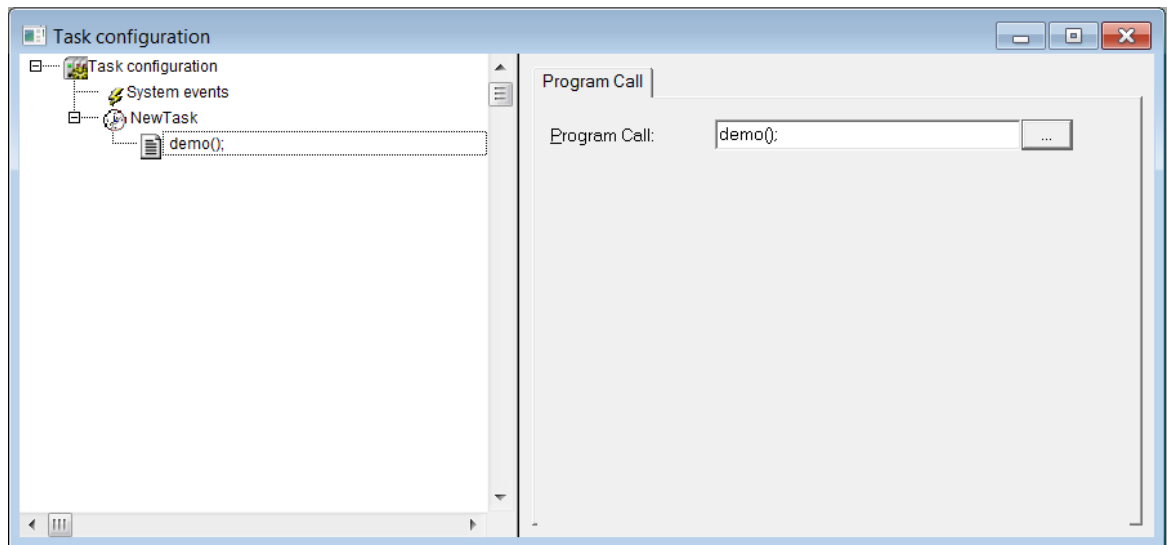 Task configuration
Task configuration
System events
NewTask
demo();
Program Call
Program Call:
demo();
...